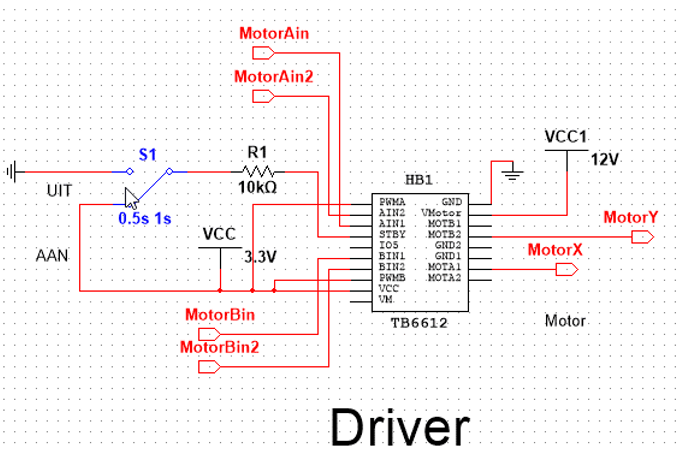 MotorAin
MotorAin2
S1
R1
10kΩ
UIT
0.5s 1s
AAN
VCC
3.3V
VCC1
12V
HB1
PWMA
AIN2
AIN1
STBY
IO5
BIN1
BIN2
PWMB
VCC
VM
GND
VMotor
MOTB1
MOTB2
GND2
GND1
MOTA1
MOTA2
TB6612
MotorY
MotorX
MotorBin
MotorBin2
Motor
Driver